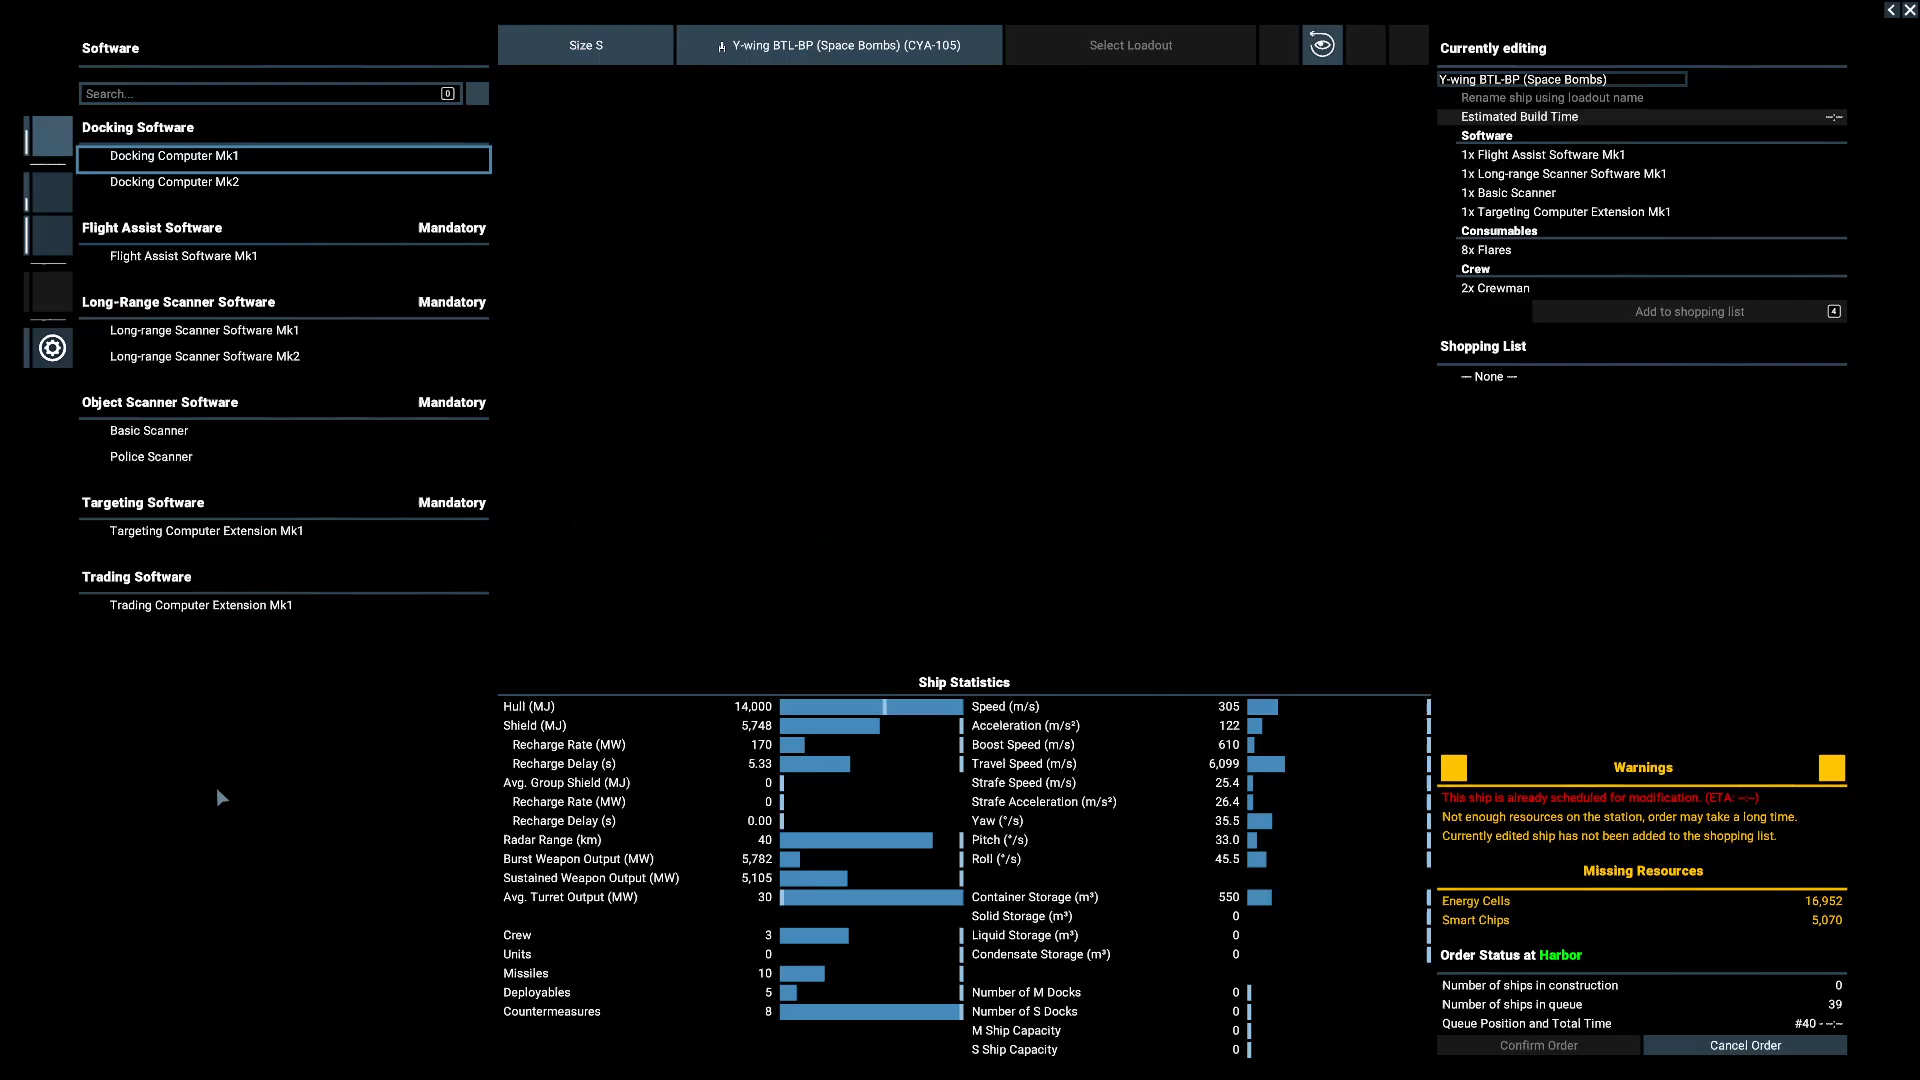 Software
Search...
0
Docking Software
Docking Computer Mk1
Docking Computer Mk2
Flight Assist Software Mandatory
Flight Assist Software Mk1
Long-Range Scanner Software Mandatory
Long-range Scanner Software Mk1
Long-range Scanner Software Mk2
Object Scanner Software Mandatory
Basic Scanner
Police Scanner
Targeting Software Mandatory
Targeting Computer Extension Mk1
Trading Software
Trading Computer Extension Mk1
Size S
Y-wing BTL-BP (Space Bombs) (CYA-105)
Select Loadout
Ship Statistics
Hull (MJ) 14,000
Shield (MJ) 5,748
Recharge Rate (MW) 170
Recharge Delay (s) 5.33
Avg. Group Shield (MJ) 0
Recharge Rate (MW) 0
Recharge Delay (s) 0.00
Radar Range (km) 40
Burst Weapon Output (MW) 5,782
Sustained Weapon Output (MW) 5,105
Avg. Turret Output (MW) 30
Crew 3
Units 0
Missiles 10
Deployables 5
Countermeasures 8
Speed (m/s) 305
Acceleration (m/s²) 122
Boost Speed (m/s) 610
Travel Speed (m/s) 6,099
Strafe Speed (m/s) 25.4
Strafe Acceleration (m/s²) 26.4
Yaw (°/s) 35.5
Pitch (°/s) 33.0
Roll (°/s) 45.5
Container Storage (m³) 550
Solid Storage (m³) 0
Liquid Storage (m³) 0
Condensate Storage (m³) 0
Number of M Docks 0
Number of S Docks 0
M Ship Capacity 0
S Ship Capacity 0
Currently editing
Y-wing BTL-BP (Space Bombs)
Rename ship using loadout name
Estimated Build Time --:--
Software
1x Flight Assist Software Mk1
1x Long-range Scanner Software Mk1
1x Basic Scanner
1x Targeting Computer Extension Mk1
Consumables
8x Flares
Crew
2x Crewman
Add to shopping list 4
Shopping List
--- None ---
Warnings
This ship is already scheduled for modification. (ETA: --:--)
Not enough resources on the station, order may take a long time.
Currently edited ship has not been added to the shopping list.
Missing Resources
Energy Cells 16,952
Smart Chips 5,070
Order Status at Harbor
Number of ships in construction 0
Number of ships in queue 39
Queue Position and Total Time #40 - --:--
Confirm Order
Cancel Order